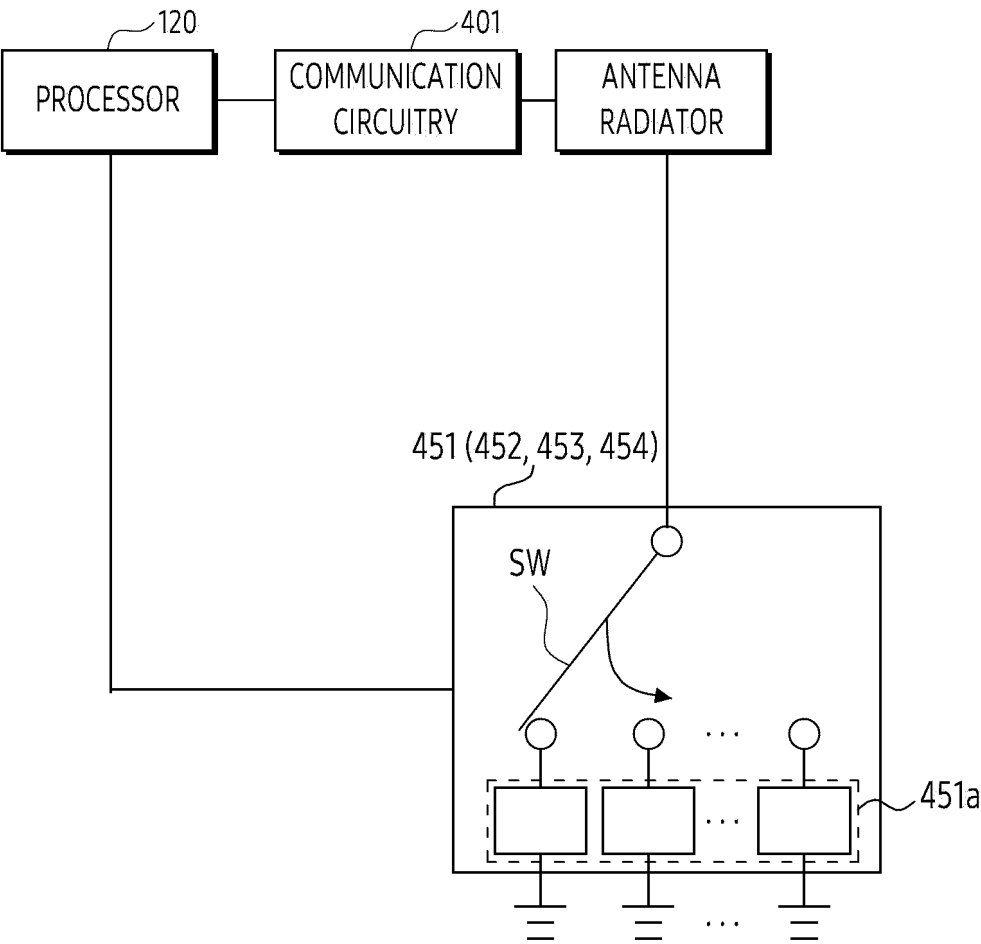 120
401
PROCESSOR
COMMUNICATION
CIRCUITRY
ANTENNA
RADIATOR
451 (452, 453, 454)
SW
...
...
451a
...